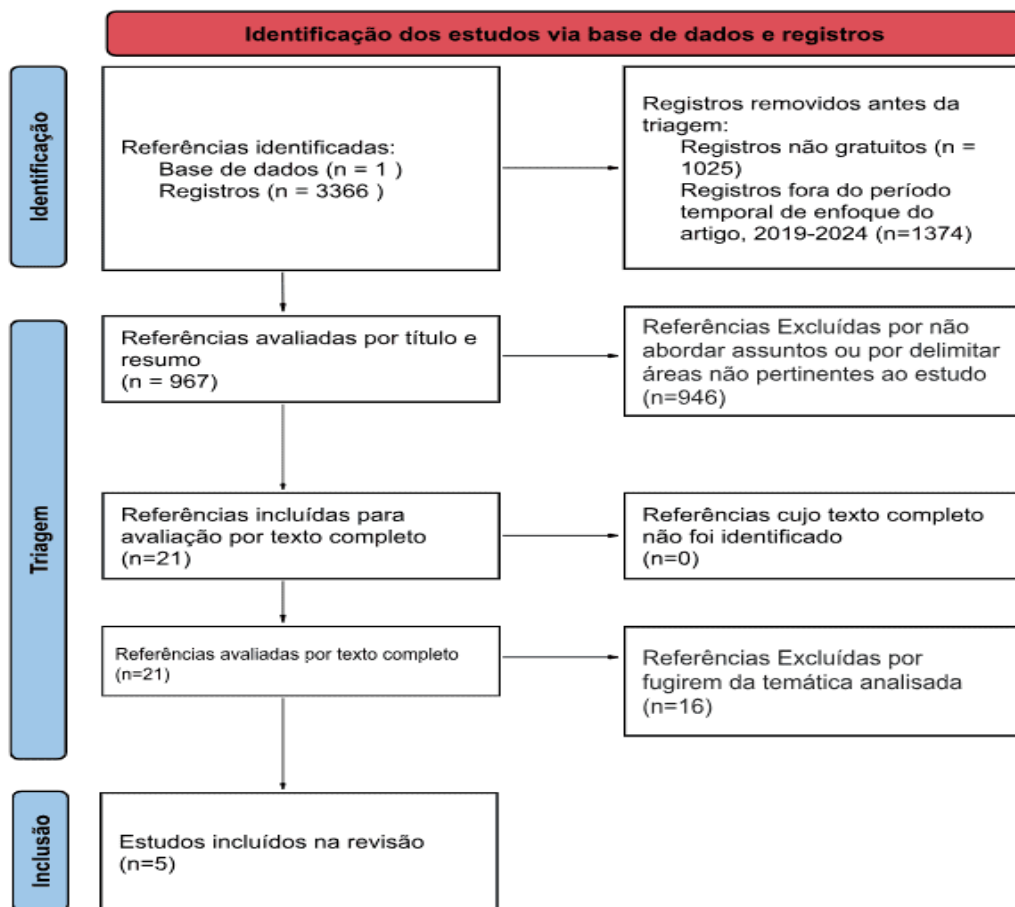 Identificação dos estudos via base de dados e registros
Identificação
Referências identificadas:
Base de dados (n = 1 )
Registros (n = 3366 )
Registros removidos antes da
triagem:
Registros não gratuitos (n =
1025)
Registros fora do período
temporal de enfoque do
artigo, 2019-2024 (n=1374)
Triagem
Referências avaliadas por título e
resumo
(n = 967)
Referências Excluídas por não
abordar assuntos ou por delimitar
áreas não pertinentes ao estudo
(n=946)
Referências incluídas para
avaliação por texto completo
(n=21)
Referências cujo texto completo
não foi identificado
(n=0)
Referências avaliadas por texto completo
(n=21)
Referências Excluídas por
fugirem da temática analisada
(n=16)
Inclusão
Estudos incluídos na revisão
(n=5)